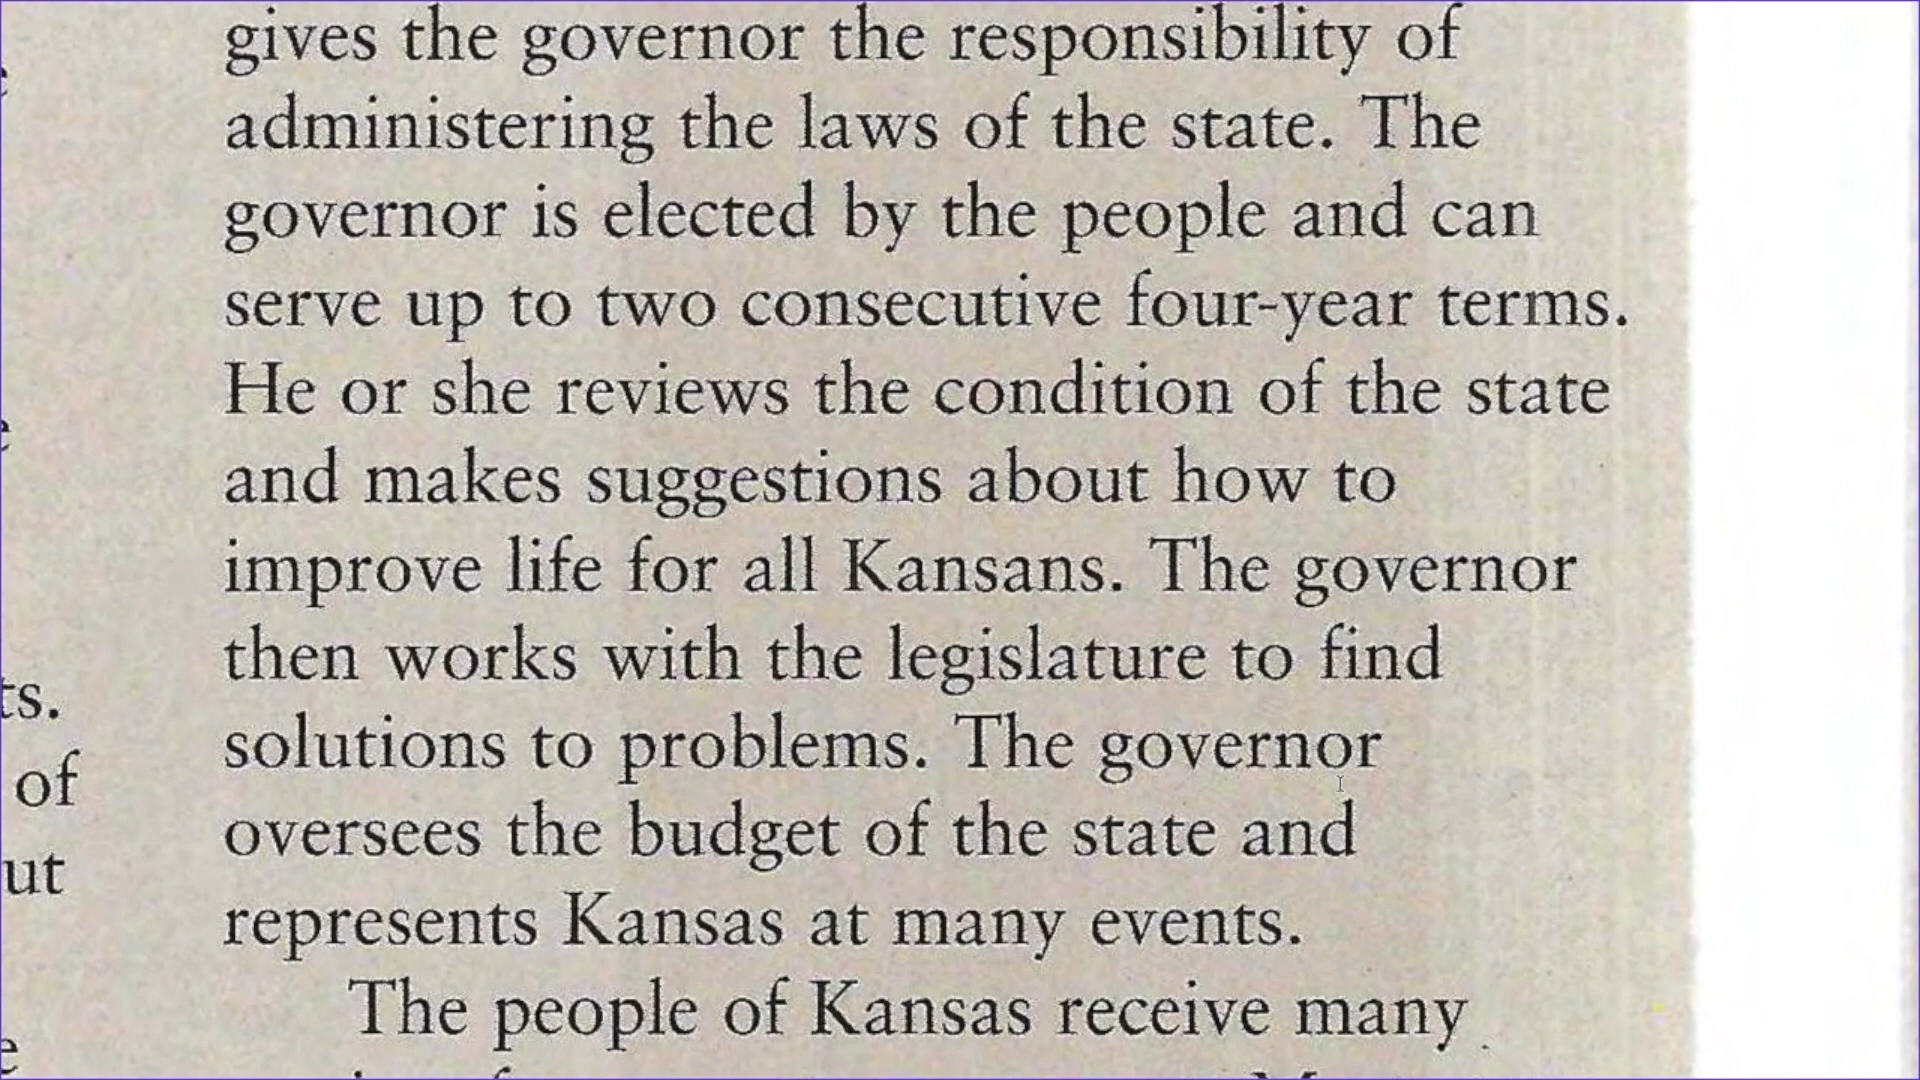 gives the governor the responsibility of
administering the laws of the state. The
governor is elected by the people and can
serve up to two consecutive four-year terms.
He or she reviews the condition of the state
and makes suggestions about how to
improve life for all Kansans. The governor
then works with the legislature to find
solutions to problems. The governor
oversees the budget of the state and
represents Kansas at many events.
The people of Kansas receive many
ts.
of
ut